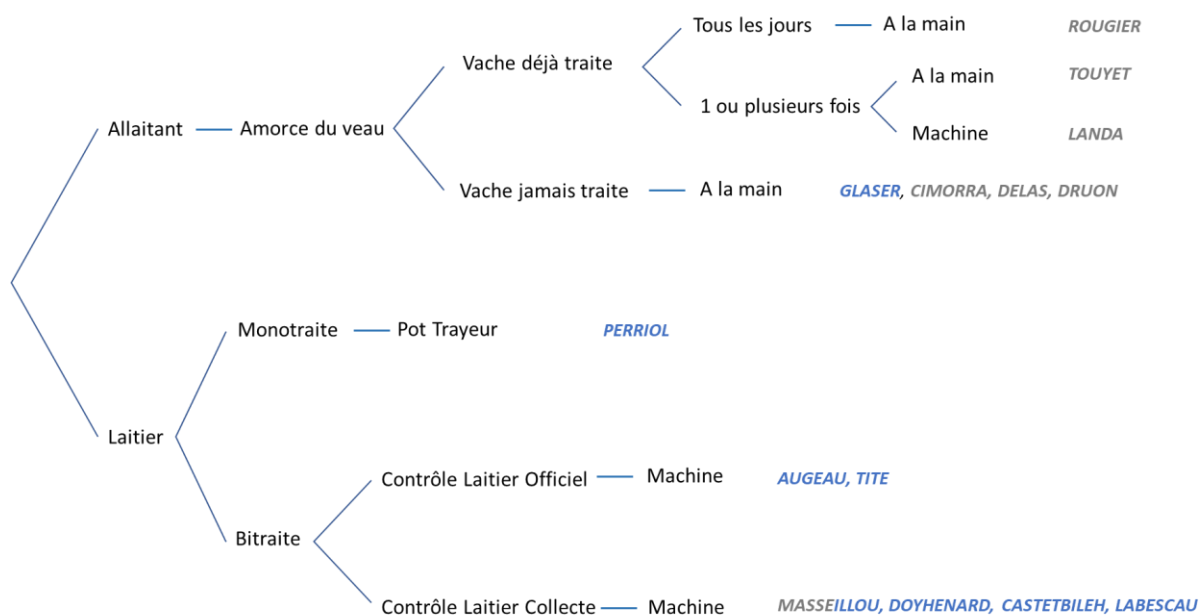 Tous les jours A la main ROUGIER
Vache déjà traite
A la main TOUYET
1 ou plusieurs fois
Allaitant Amorce du veau
Machine LANDA
Vache jamais traite A la main GLASER, CIMORRA, DELAS, DRUON
Monotraite Pot Trayeur PERRIOL
Laitier
Contrôle Laitier Officiel Machine AUGEAU, TITE
Bitraite
Contrôle Laitier Collecte Machine MASSEILLOU, DOYHENARD, CASTETBILEH, LABESCAU